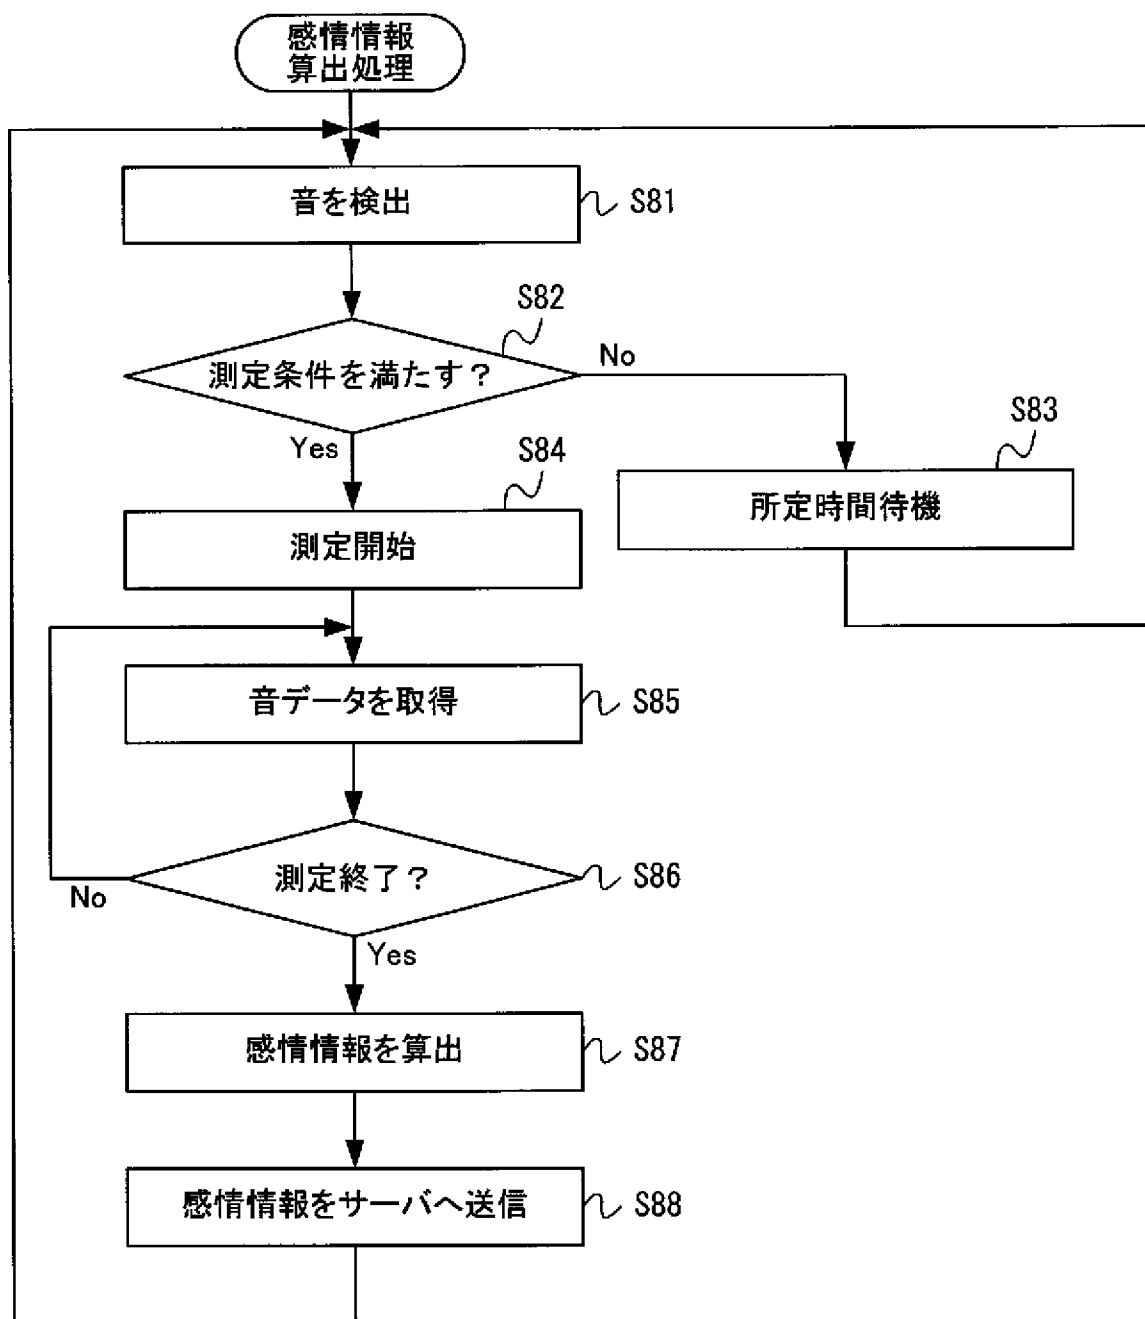 感情情報
算出処理
音を検出
S81
S82
測定条件を満たす？
No
Yes
S83
所定時間待機
S84
測定開始
音データを取得
S85
測定終了？
S86
No
Yes
感情情報を算出
S87
感情情報をサーバへ送信
S88